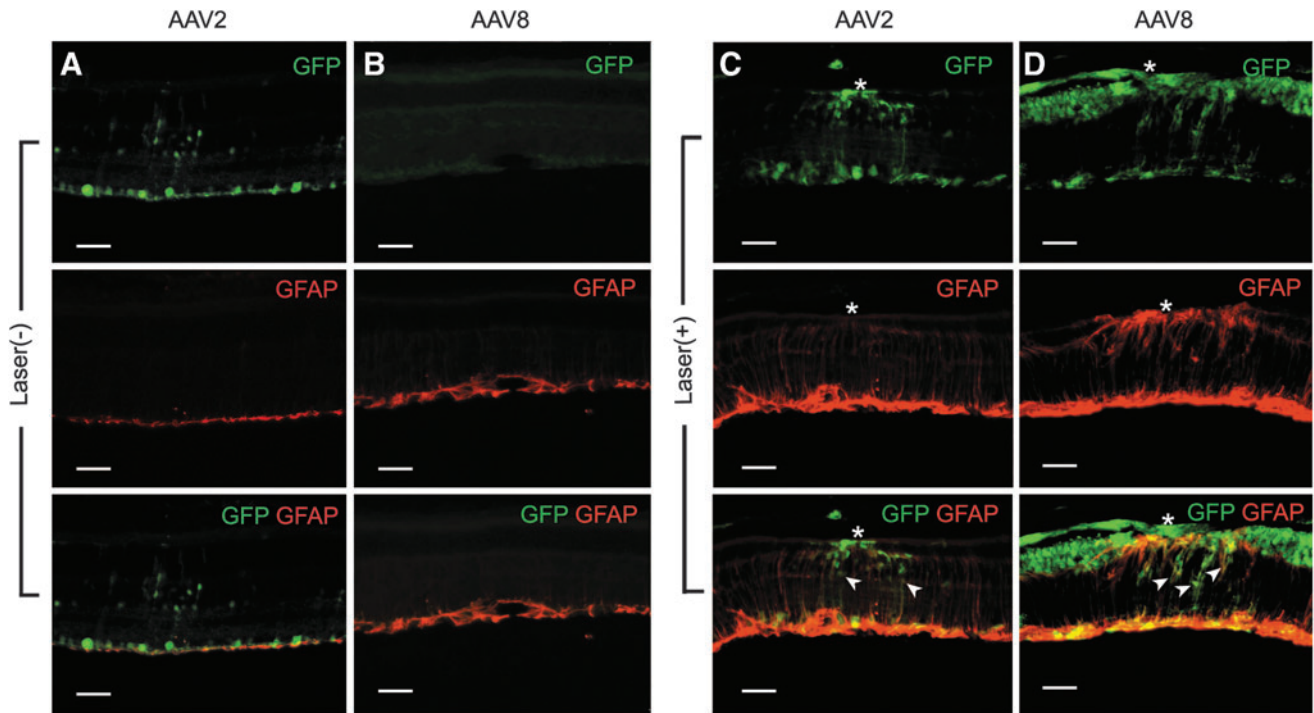 AAV2
AAV8
AAV2
AAV8
A
GFP
B
GFP
C
*
GFP
D
*
GFP
Laser(-)
GFAP
GFAP
Laser(+)
*
GFAP
*
GFAP
GFP GFAP
GFP GFAP
*
GFP GFAP
*
GFP GFAP